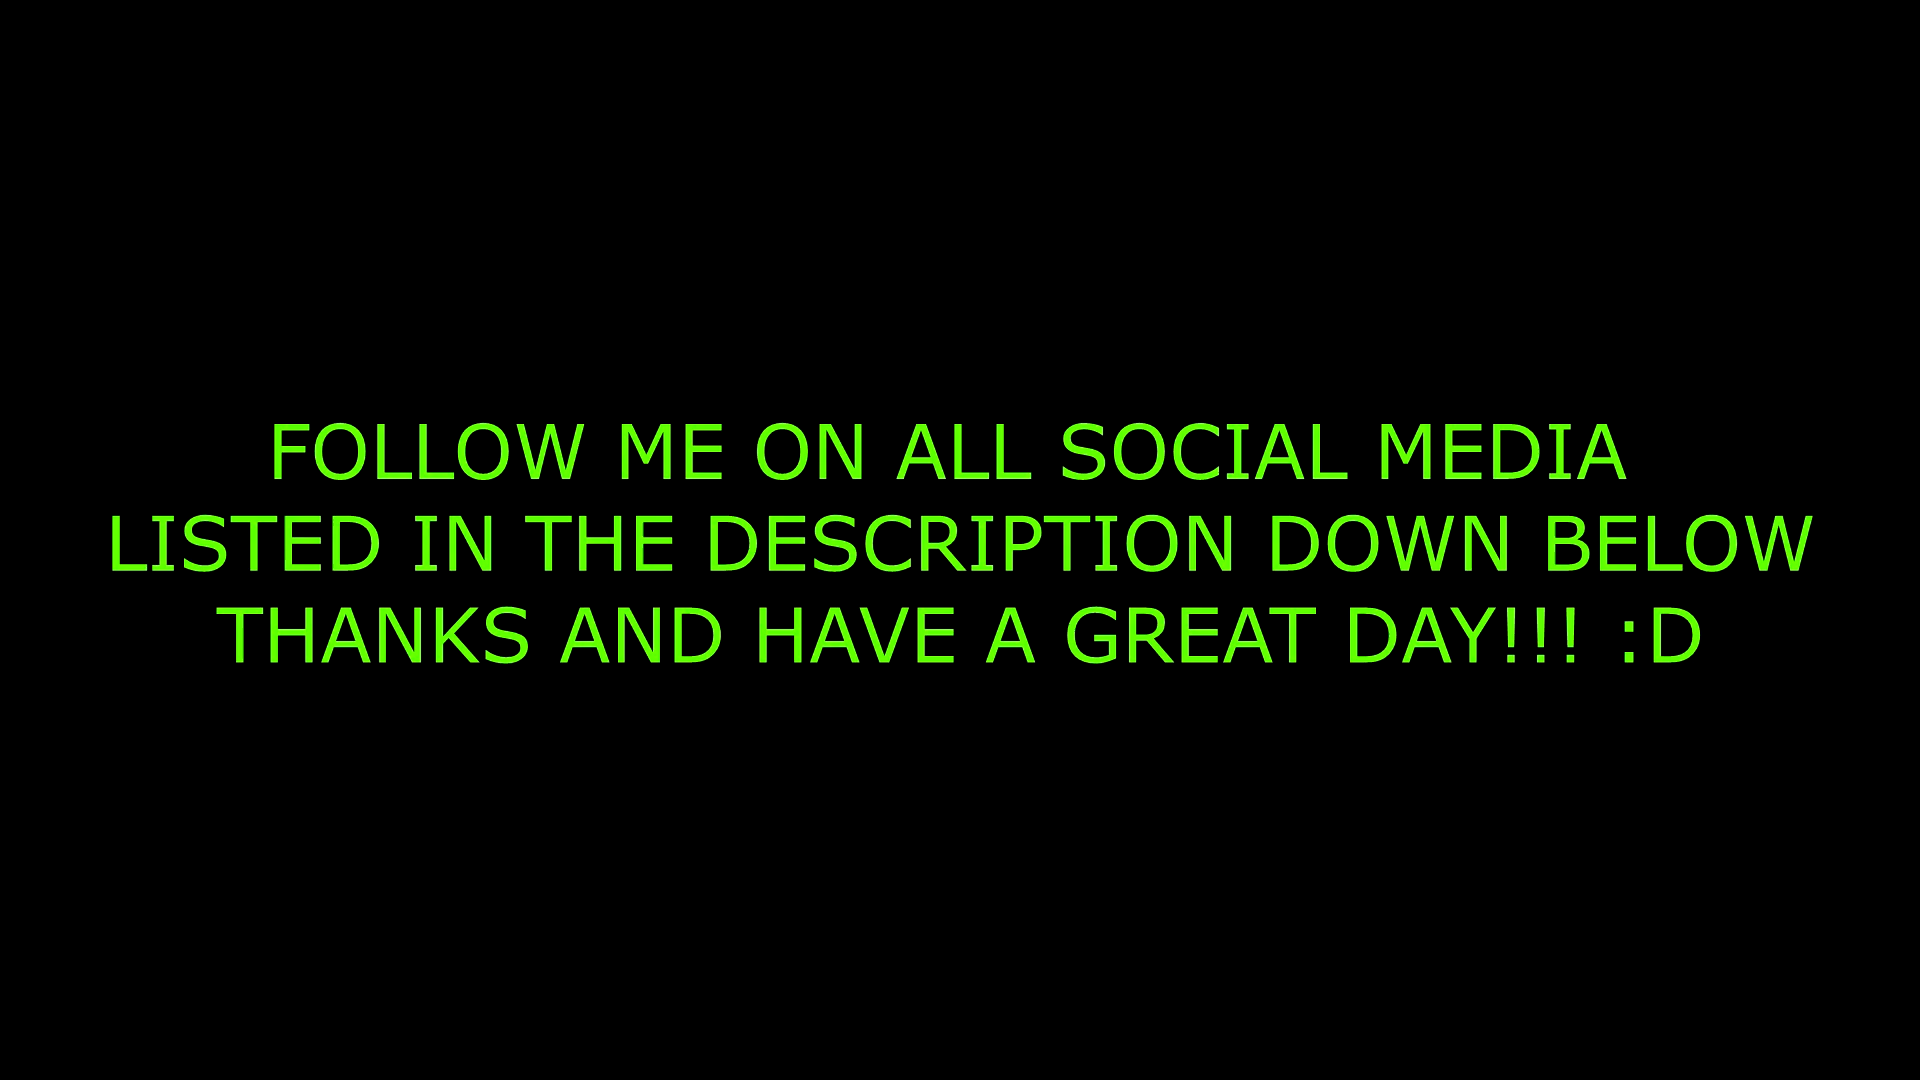 FOLLOW ME ON ALL SOCIAL MEDIA
LISTED IN THE DESCRIPTION DOWN BELOW
THANKS AND HAVE A GREAT DAY!!! :D